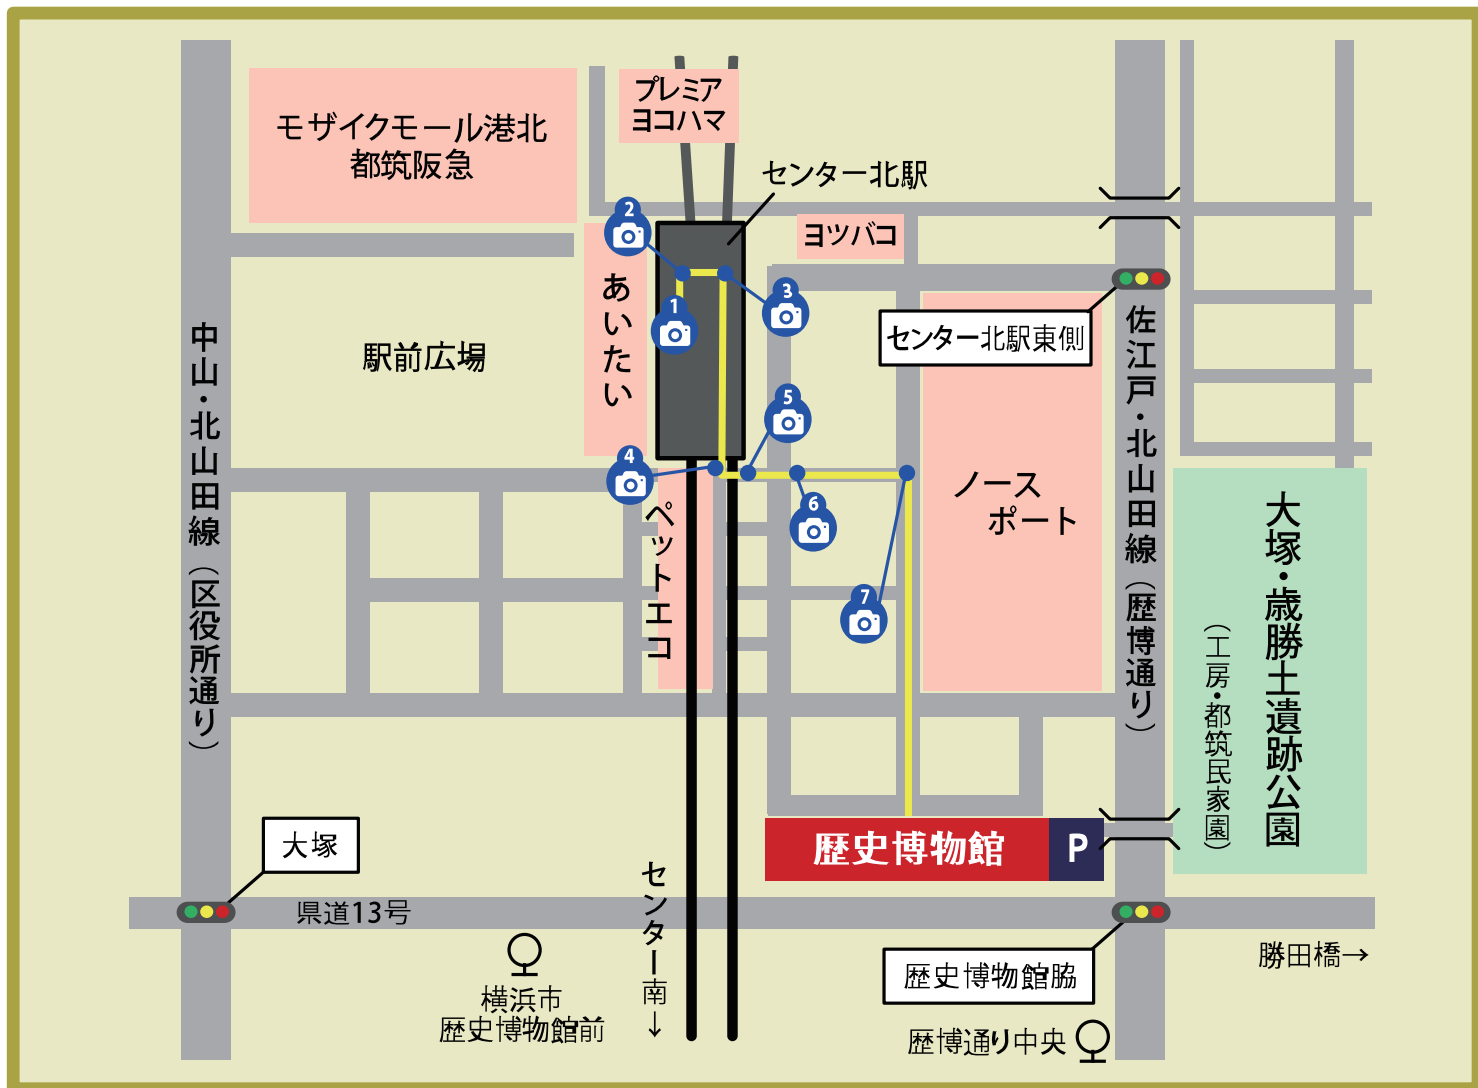 モザイクモール港北
都筑阪急
プレミア
ヨコハマ
センター北駅
ヨツバコ
2
1
3
あいたい
駅前広場
センター北駅東側
5
4
6
7
ペットエコ
ノース
ポート
中山・北山田線（区役所通り）
佐江戸・北山田線（歴博通り）
大塚・歳勝土遺跡公園
（工房・都筑民家園）
歴史博物館
P
大塚
県道13号
センター南↓
横浜市
歴史博物館前
歴史博物館脇
勝田橋→
歴博通り中央